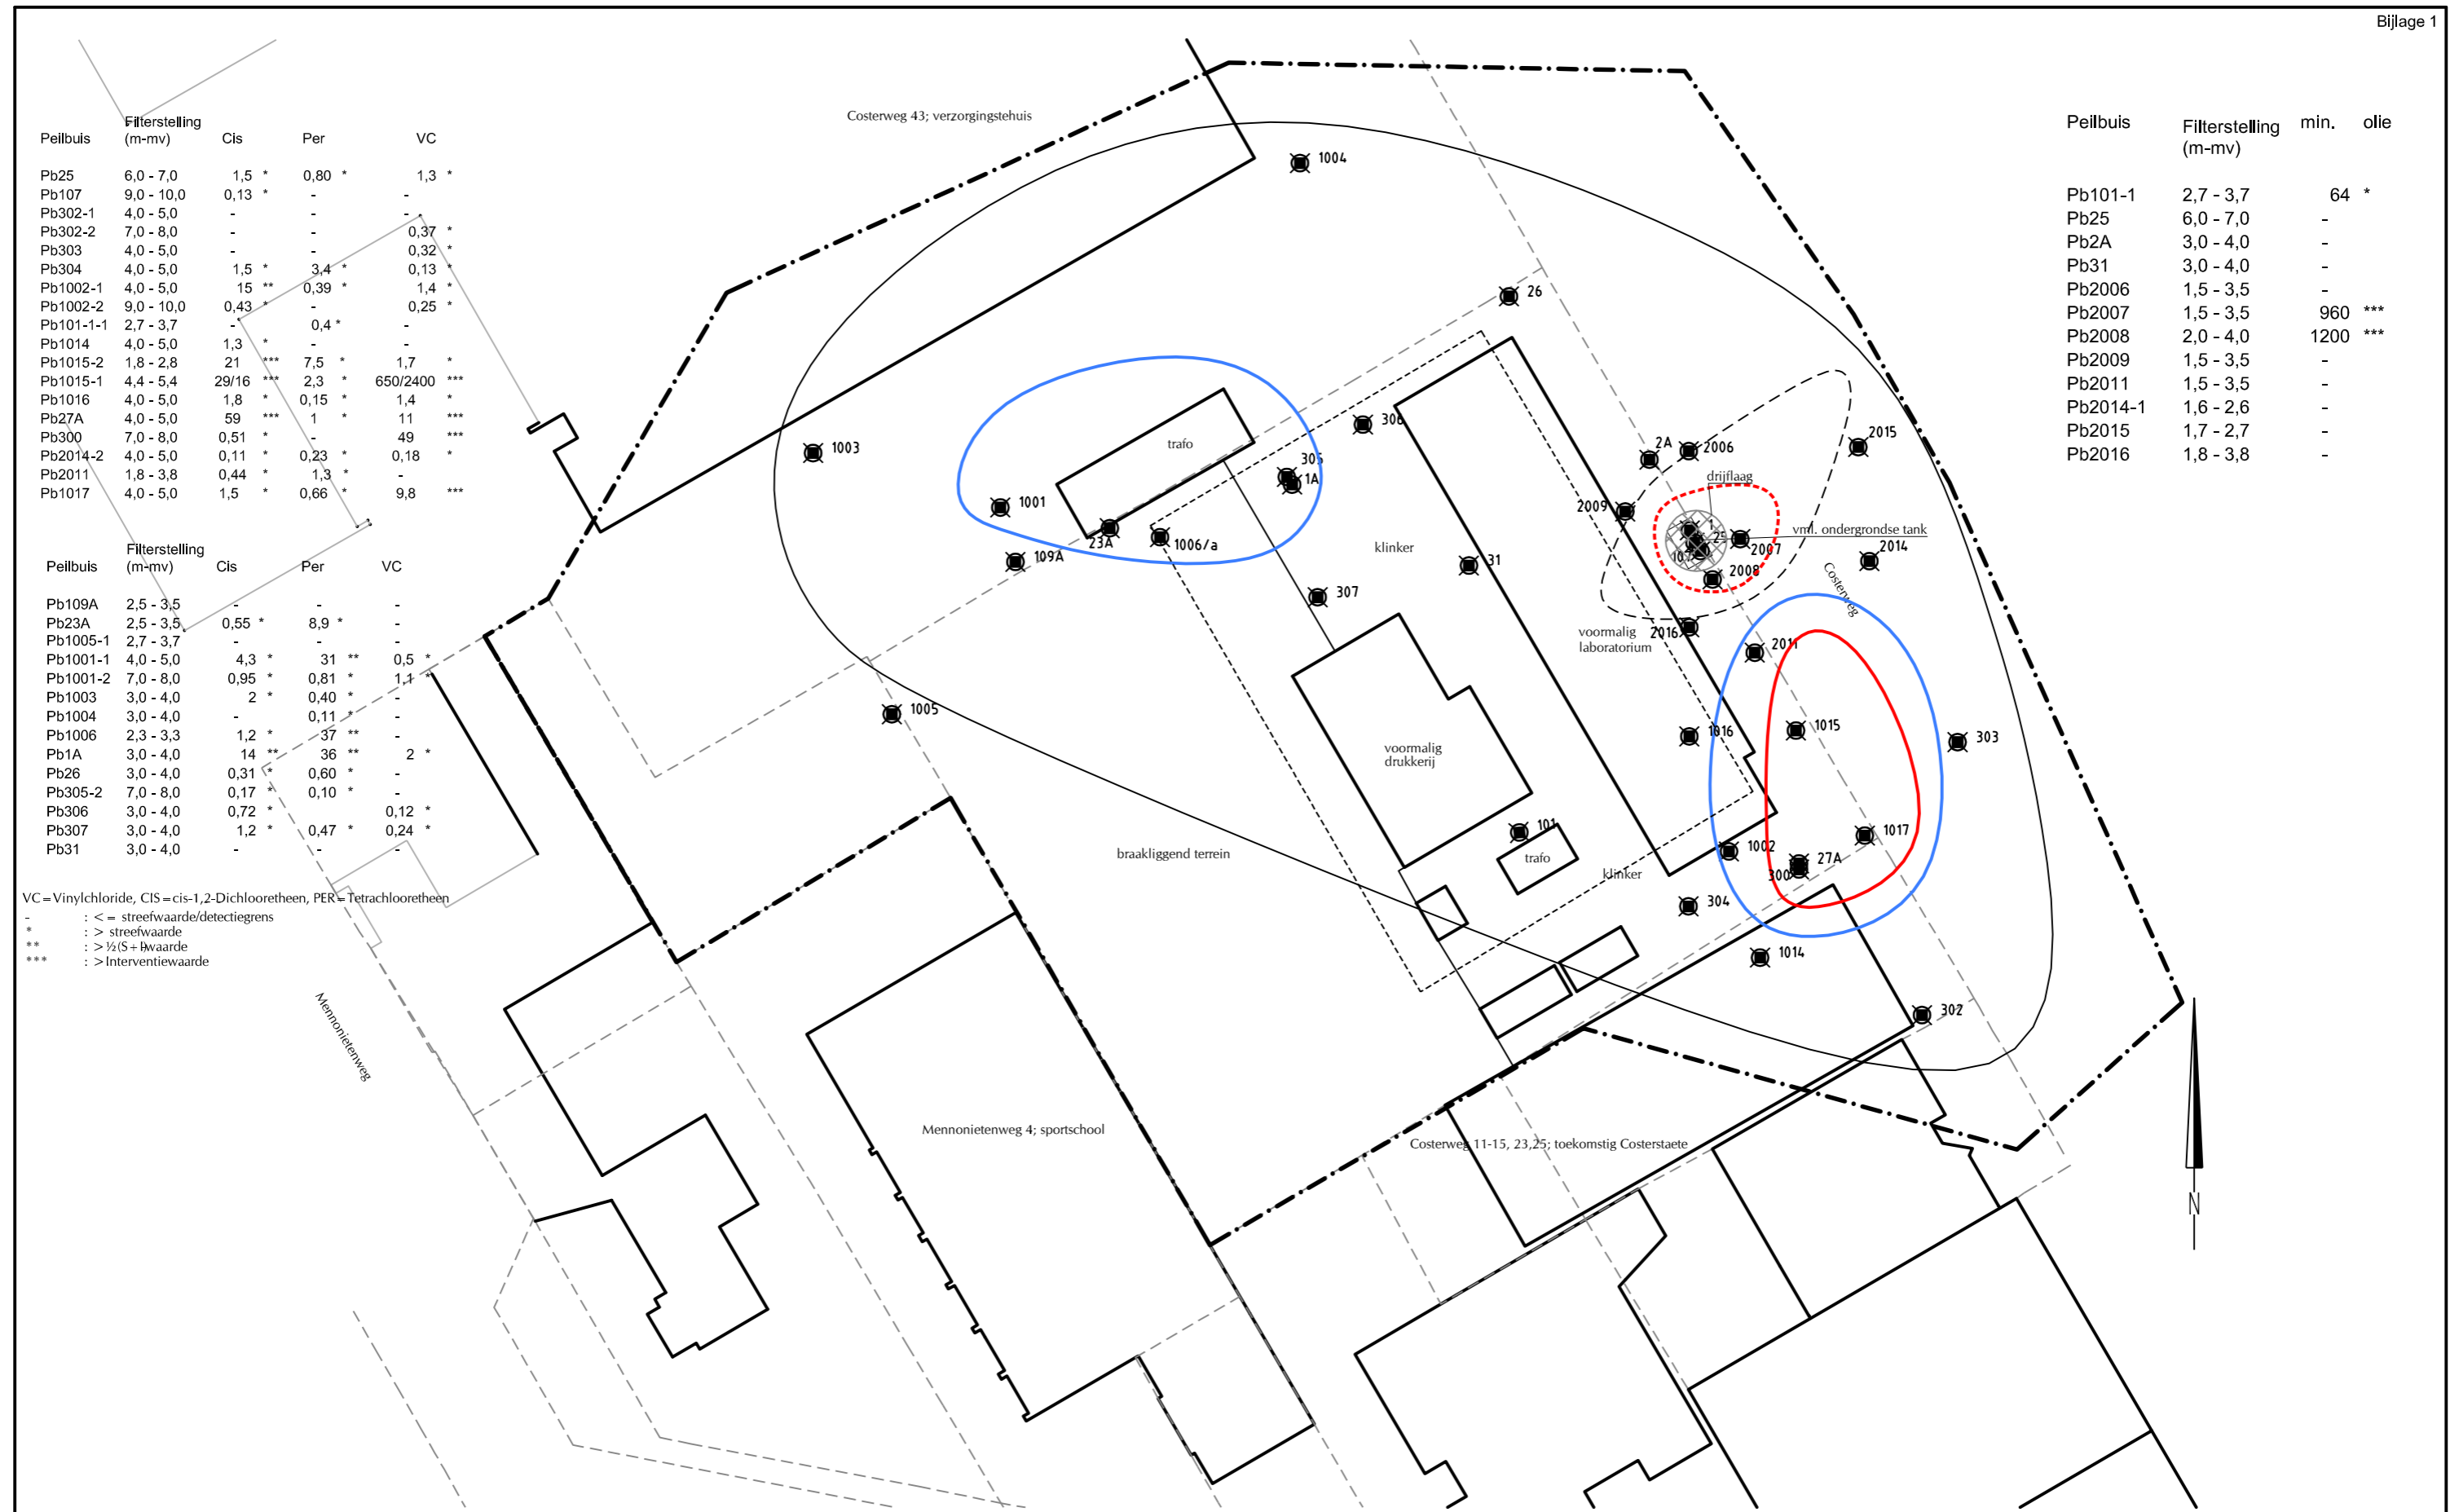 Bijlage 1
Peilbuis Filterstelling (m-mv) Cis Per VC
Pb25 6,0 - 7,0 1,5 * 0,80 * 1,3 *
Pb107 9,0 - 10,0 0,13 * - -
Pb302-1 4,0 - 5,0 - - -
Pb302-2 7,0 - 8,0 - - 0,37 *
Pb303 4,0 - 5,0 - - 0,32 *
Pb304 4,0 - 5,0 1,5 * 3,4 * 0,13 *
Pb1002-1 4,0 - 5,0 15 ** 0,39 * 1,4 *
Pb1002-2 9,0 - 10,0 0,43 * - 0,25 *
Pb101-1-1 2,7 - 3,7 - 0,4 * -
Pb1014 4,0 - 5,0 1,3 * - -
Pb1015-2 1,8 - 2,8 21 *** 7,5 * 1,7 *
Pb1015-1 4,4 - 5,4 29/16 *** 2,3 * 650/2400 ***
Pb1016 4,0 - 5,0 1,8 * 0,15 * 1,4 *
Pb27A 4,0 - 5,0 59 *** 1 * 11 ***
Pb300 7,0 - 8,0 0,51 * - 49 ***
Pb2014-2 4,0 - 5,0 0,11 * 0,23 * 0,18 *
Pb2011 1,8 - 3,8 0,44 * 1,3 * -
Pb1017 4,0 - 5,0 1,5 * 0,66 * 9,8 ***
Peilbuis Filterstelling (m-mv) Cis Per VC
Pb109A 2,5 - 3,5 - - -
Pb23A 2,5 - 3,5 0,55 * 8,9 * -
Pb1005-1 2,7 - 3,7 - - -
Pb1001-1 4,0 - 5,0 4,3 * 31 ** 0,5 *
Pb1001-2 7,0 - 8,0 0,95 * 0,81 * 1,1 *
Pb1003 3,0 - 4,0 2 * 0,40 * -
Pb1004 3,0 - 4,0 - 0,11 * -
Pb1006 2,3 - 3,3 1,2 * 37 ** -
Pb1A 3,0 - 4,0 14 ** 36 ** 2 *
Pb26 3,0 - 4,0 0,31 * 0,60 * -
Pb305-2 7,0 - 8,0 0,17 * 0,10 * -
Pb306 3,0 - 4,0 0,72 * 0,12 *
Pb307 3,0 - 4,0 1,2 * 0,47 * 0,24 *
Pb31 3,0 - 4,0 - - -
VC=Vinylchloride, CIS=cis-1,2-Dichlooretheen, PER=Tetrachlooretheen
- : <= streefwaarde/detectiegrens
* : > streefwaarde
** : >½(S+I)waarde
*** : >Interventiewaarde
Peilbuis Filterstelling (m-mv) min. olie
Pb101-1 2,7 - 3,7 64 *
Pb25 6,0 - 7,0 -
Pb2A 3,0 - 4,0 -
Pb31 3,0 - 4,0 -
Pb2006 1,5 - 3,5 -
Pb2007 1,5 - 3,5 960 ***
Pb2008 2,0 - 4,0 1200 ***
Pb2009 1,5 - 3,5 -
Pb2011 1,5 - 3,5 -
Pb2014-1 1,6 - 2,6 -
Pb2015 1,7 - 2,7 -
Pb2016 1,8 - 3,8 -
Costerweg 43; verzorgingstehuis
1004
26
306
1003
trafo
305
1A
1001
23A
1006/a
109A
klinker
31
307
2A
2006
2015
drijflaag
2009
1
vml. ondergrondse tank
25
2007
107
2014
2008
Costerweg
2016
voormalig
laboratorium
2011
1005
1016
1015
303
voormalig
drukkerij
101
1017
braakliggend terrein
trafo
1002
27A
klinker
300
304
1014
302
Mennonietenweg
Mennonietenweg 4; sportschool
Costerweg 11-15, 23,25; toekomstig Costerstaete
N